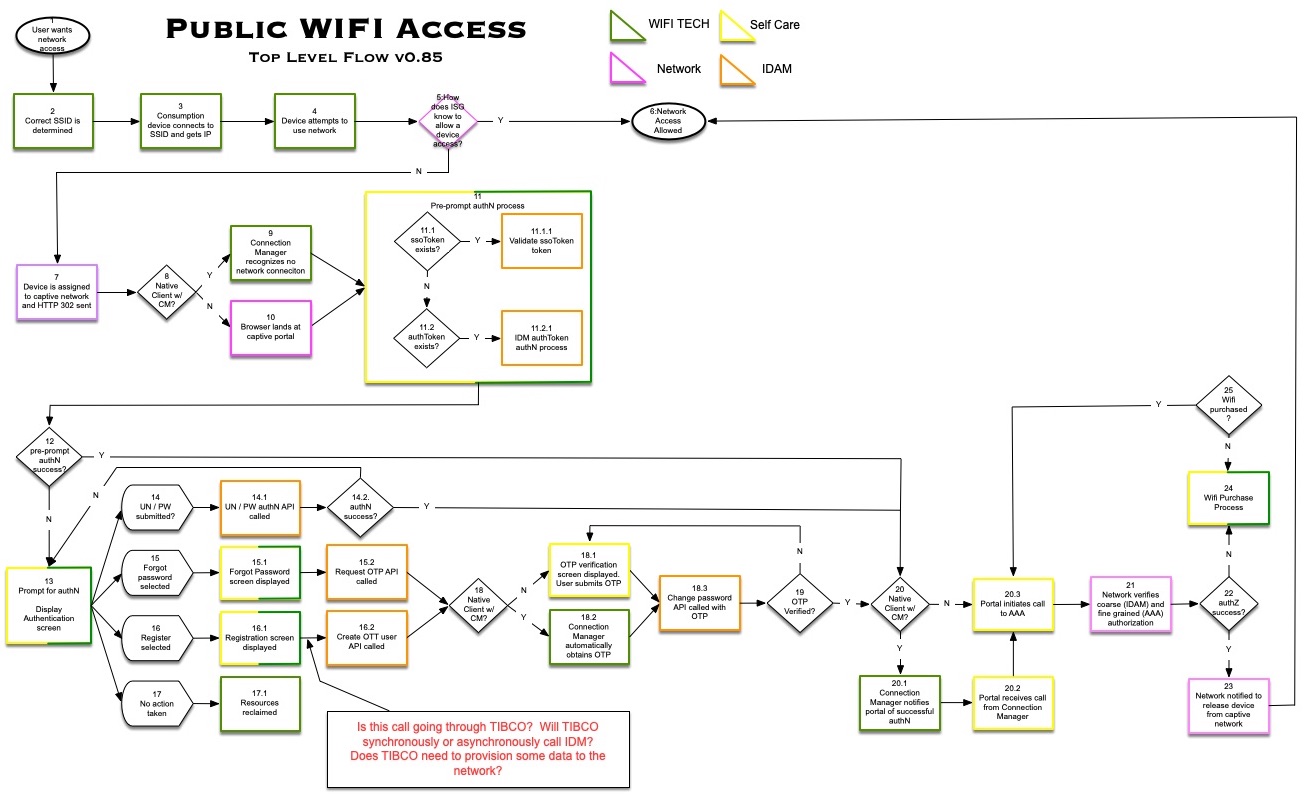 PUBLIC WIFI ACCESS
TOP LEVEL FLOW V0.85
WIFI TECH
Self Care
Network
IDAM
1
User wants
network
access
2
Correct SSID is
determined
3
Consumption
device connects to
SSID and gets IP
4
Device attempts to
use network
5:How
does ISG
know to
allow a
device
access?
Y
6:Network
Access
Allowed
N
7
Device is assigned
to captive network
and HTTP 302 sent
8
Native
Client w/
CM?
Y
N
9
Connection
Manager
recognizes no
network conneciton
10
Browser lands at
captive portal
11
Pre-prompt authN process
11.1
ssoToken
exists?
Y
11.1.1
Validate ssoToken
token
N
11.2
authToken
exists?
Y
11.2.1
IDM authToken
authN process
12
pre-prompt
authN
success?
Y
N
13
Prompt for authN
Display
Authentication
screen
N
14
UN / PW
submitted?
14.1
UN / PW authN API
called
14.2.
authN
success?
Y
15
Forgot
password
selected
15.1
Forgot Password
screen displayed
15.2
Request OTP API
called
16
Register
selected
16.1
Registration screen
displayed
16.2
Create OTT user
API called
17
No action
taken
17.1
Resources
reclaimed
18
Native
Client w/
CM?
N
Y
18.1
OTP verification
screen displayed.
User submits OTP
18.2
Connection
Manager
automatically
obtains OTP
18.3
Change password
API called with
OTP
N
19
OTP
Verified?
Y
20
Native
Client w/
CM?
N
Y
20.1
Connection
Manager notifies
portal of successful
authN
20.2
Portal receives call
from Connection
Manager
20.3
Portal initiates call
to AAA
21
Network verifies
coarse (IDAM) and
fine grained (AAA)
authorization
22
authZ
success?
N
Y
23
Network notified to
release device
from captive
network
24
Wifi Purchase
Process
N
25
Wifi
purchased
?
Y
Is this call going through TIBCO? Will TIBCO
synchronously or asynchronously call IDM?
Does TIBCO need to provision some data to the
network?